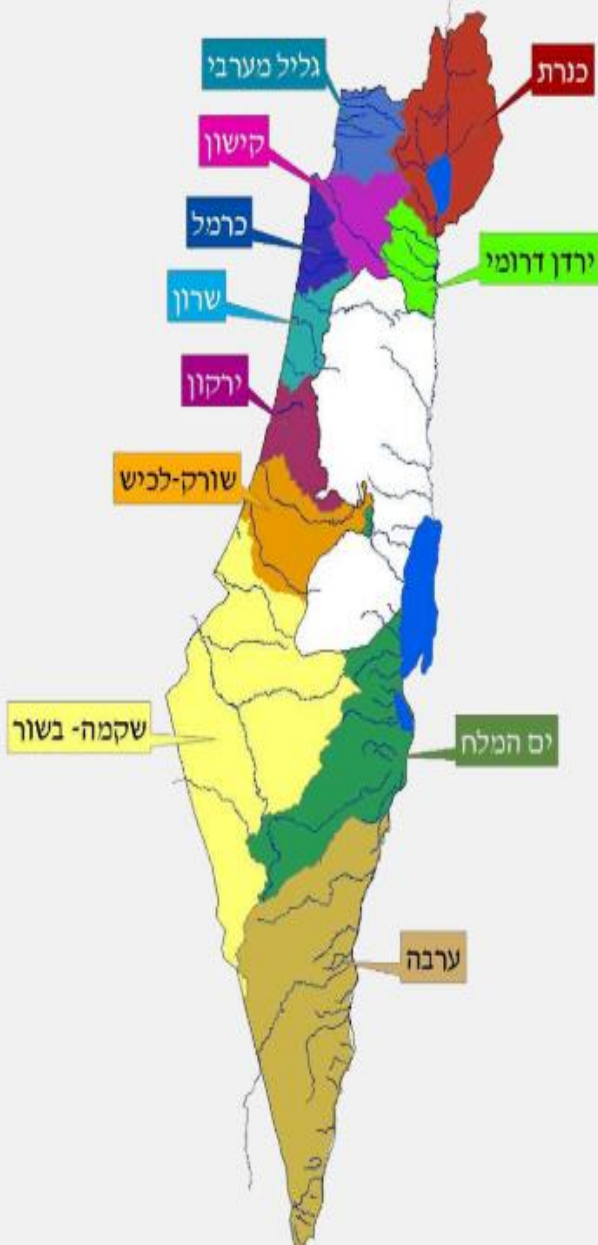 גליל מערבי
כנרת
קישון
כרמל
ירדן דרומי
שרון
ירקון
שורק-לכיש
שקמה- בשור
ים המלח
ערבה